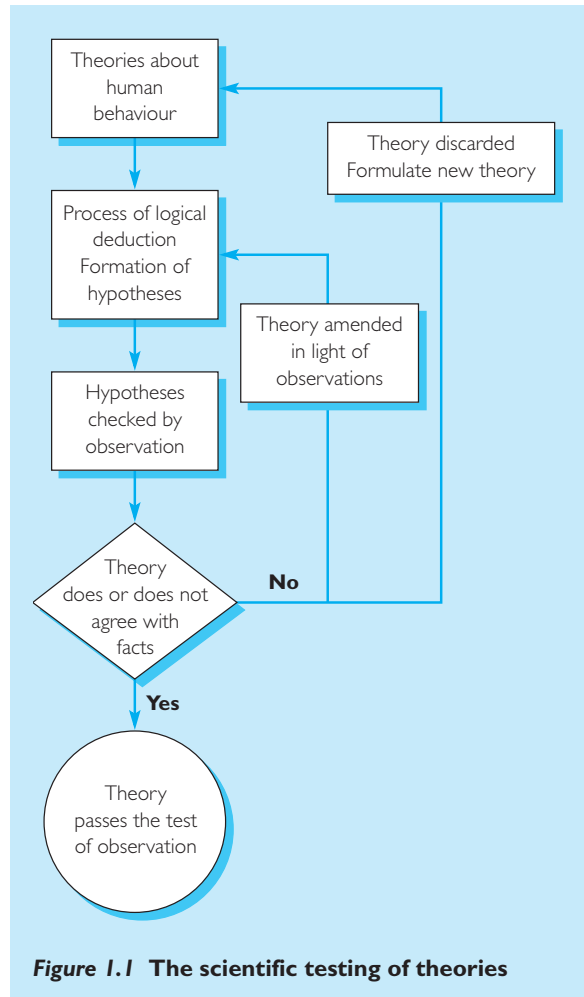 Theories about
human
behaviour
Theory discarded
Formulate new theory
Process of logical
deduction
Formation of
hypotheses
Theory amended
in light of
observations
Hypotheses
checked by
observation
Theory
does or does not
agree with
facts
No
Yes
Theory
passes the test
of observation
Figure 1.1 The scientific testing of theories